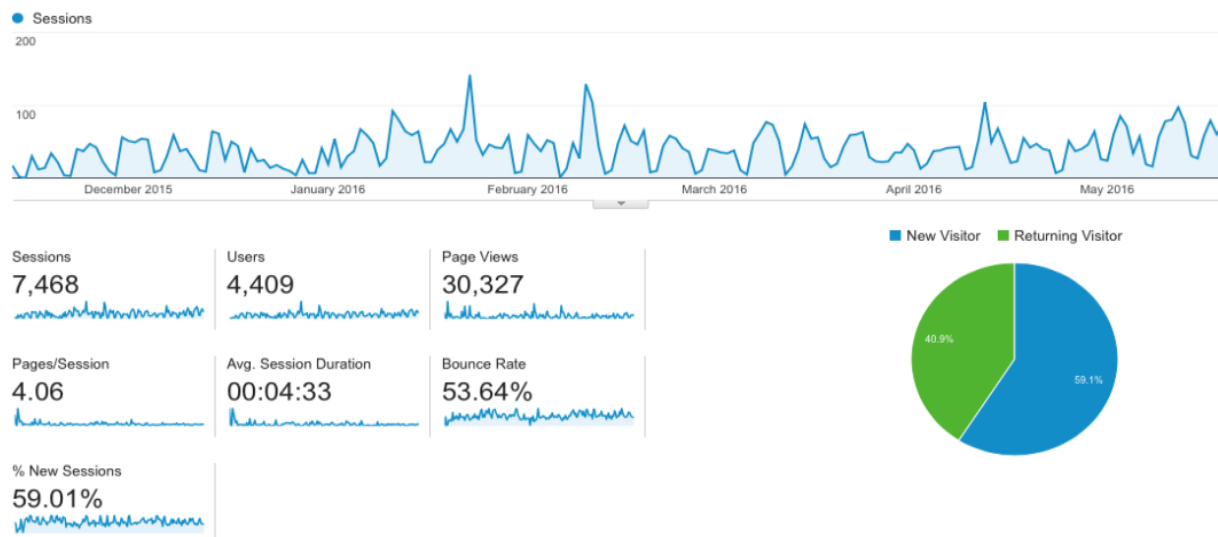 Sessions
200
100
December 2015 January 2016 February 2016 March 2016 April 2016 May 2016
New Visitor Returning Visitor
Sessions Users Page Views
7,468 4,409 30,327
Pages/Session Avg. Session Duration Bounce Rate
4.06 00:04:33 53.64%
% New Sessions
59.01%
40.9%
59.1%